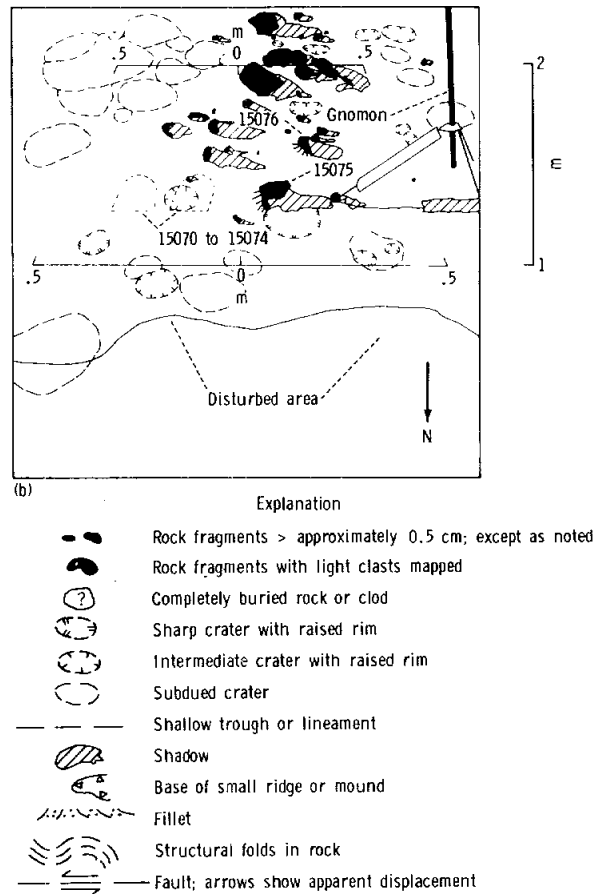 m
.5 0 .5
2
15076
Gnomon
15075
m
15070 to 15074
1
.5 0 .5
m
Disturbed area
N
(b)
Explanation
Rock fragments > approximately 0.5 cm; except as noted
Rock fragments with light clasts mapped
? Completely buried rock or clod
Sharp crater with raised rim
Intermediate crater with raised rim
Subdued crater
Shallow trough or lineament
Shadow
Base of small ridge or mound
Fillet
Structural folds in rock
Fault; arrows show apparent displacement